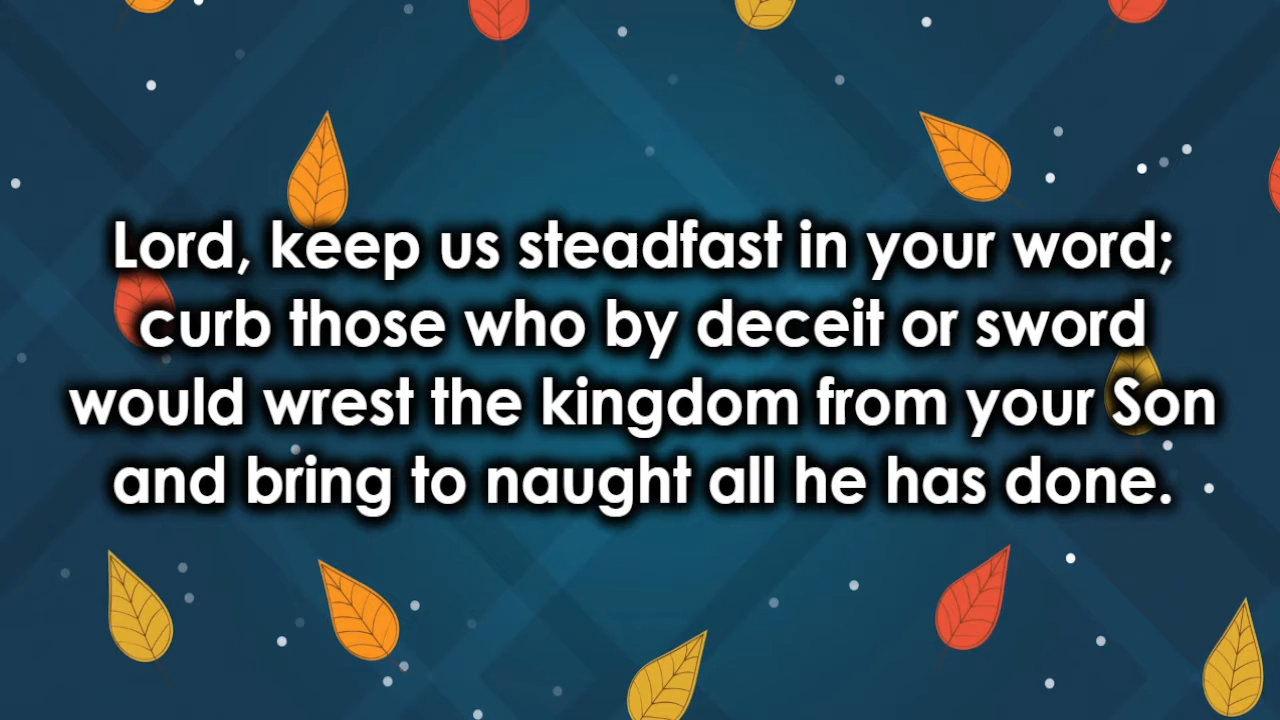 Lord, keep us steadfast in your word;
curb those who by deceit or sword
would wrest the kingdom from your Son
and bring to naught all he has done.